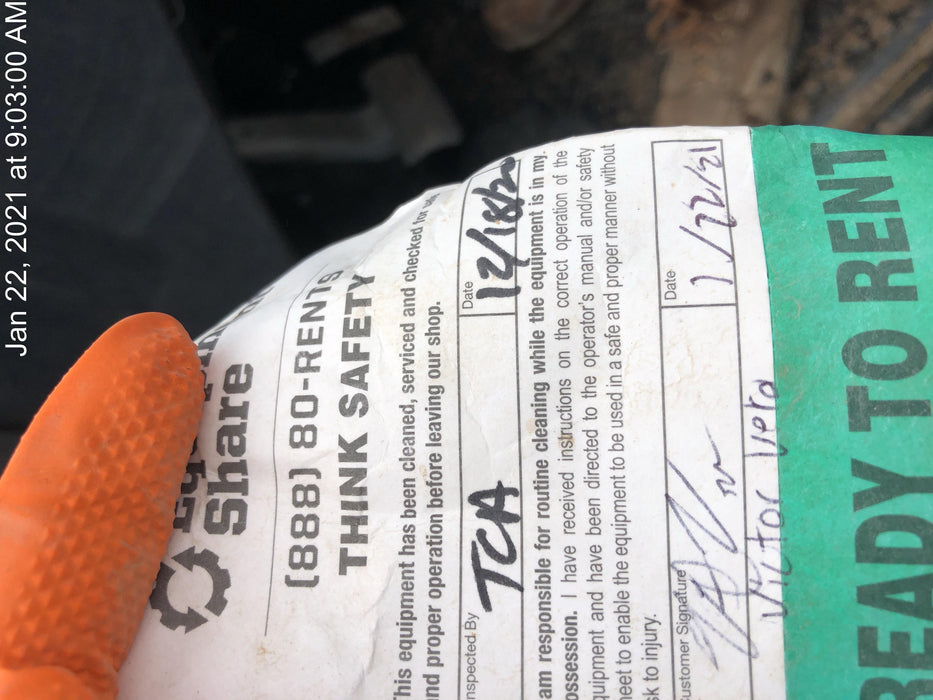 Jan 22, 2021 at 9:03:00 AM
Share
(888) 80-RENTS
THINK SAFETY
This equipment has been cleaned, serviced and checked for
and proper operation before leaving our shop.
Inspected By TCA Date 12/18/20
am responsible for routine cleaning while the equipment is in my
possession. I have received instructions on the correct operation of the
equipment and have been directed to the operator's manual and/or safety
to enable the equipment to be used in a safe and proper manner without
to injury.
Customer Signature Date 1/22/21
Victor Vera
READY TO RENT